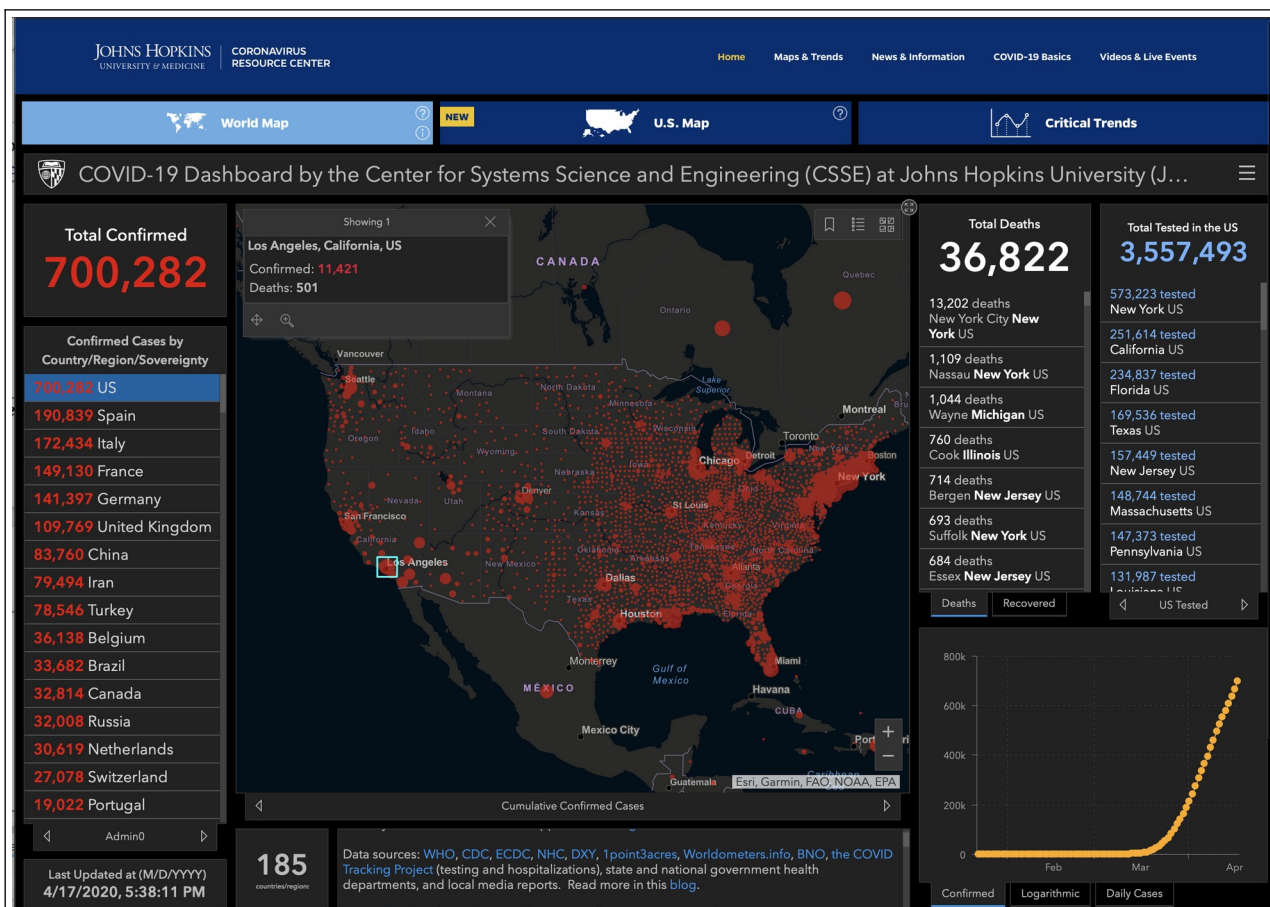 JOHNS HOPKINS
UNIVERSITY & MEDICINE
CORONAVIRUS
RESOURCE CENTER
Home
Maps & Trends
News & Information
COVID-19 Basics
Videos & Live Events
World Map
NEW
U.S. Map
Critical Trends
COVID-19 Dashboard by the Center for Systems Science and Engineering (CSSE) at Johns Hopkins University (J...
Total Confirmed
700,282
Confirmed Cases by
Country/Region/Sovereignty
700,282 US
190,839 Spain
172,434 Italy
149,130 France
141,397 Germany
109,769 United Kingdom
83,760 China
79,494 Iran
78,546 Turkey
36,138 Belgium
33,682 Brazil
32,814 Canada
32,008 Russia
30,619 Netherlands
27,078 Switzerland
19,022 Portugal
Admin0
Last Updated at (M/D/YYYY)
4/17/2020, 5:38:11 PM
Showing 1
Los Angeles, California, US
Confirmed: 11,421
Deaths: 501
CANADA
Quebec
Ontario
Vancouver
Seattle
Montana
North Dakota
Minnesota
Lake
Superior
Montreal
Oregon
Idaho
South Dakota
Wisconsin
Toronto
New York
Wyoming
Chicago
Detroit
Boston
Nebraska
Iowa
New York
Nevada
Utah
Denver
Ohio
San Francisco
Kansas
St Louis
Kentucky
Virginia
California
Los Angeles
New Mexico
Oklahoma
Arkansas
Tennessee
North Carolina
Dallas
Atlanta
Georgia
Texas
Houston
Florida
Monterrey
Gulf of
Mexico
Miami
MÉXICO
Havana
CUBA
Mexico City
Guatemala
Esri, Garmin, FAO, NOAA, EPA
Cumulative Confirmed Cases
185
countries/regions
Data sources: WHO, CDC, ECDC, NHC, DXY, 1point3acres, Worldometers.info, BNO, the COVID
Tracking Project (testing and hospitalizations), state and national government health
departments, and local media reports. Read more in this blog.
Total Deaths
36,822
13,202 deaths
New York City New
York US
1,109 deaths
Nassau New York US
1,044 deaths
Wayne Michigan US
760 deaths
Cook Illinois US
714 deaths
Bergen New Jersey US
693 deaths
Suffolk New York US
684 deaths
Essex New Jersey US
Deaths
Recovered
Total Tested in the US
3,557,493
573,223 tested
New York US
251,614 tested
California US
234,837 tested
Florida US
169,536 tested
Texas US
157,449 tested
New Jersey US
148,744 tested
Massachusetts US
147,373 tested
Pennsylvania US
131,987 tested
Louisiana US
US Tested
800k
600k
400k
200k
0
Feb
Mar
Apr
Confirmed
Logarithmic
Daily Cases